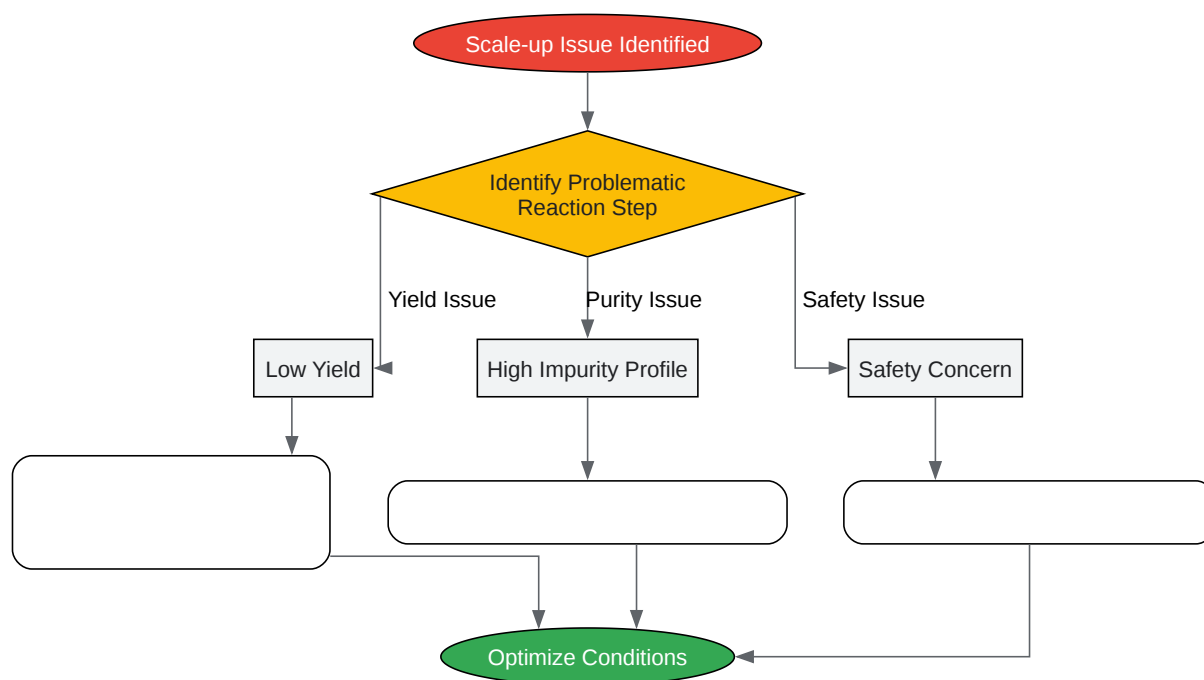 Scale-up Issue Identified
Identify Problematic
Reaction Step
Yield Issue
Purity Issue
Safety Issue
Low Yield
High Impurity Profile
Safety Concern
Optimize Conditions